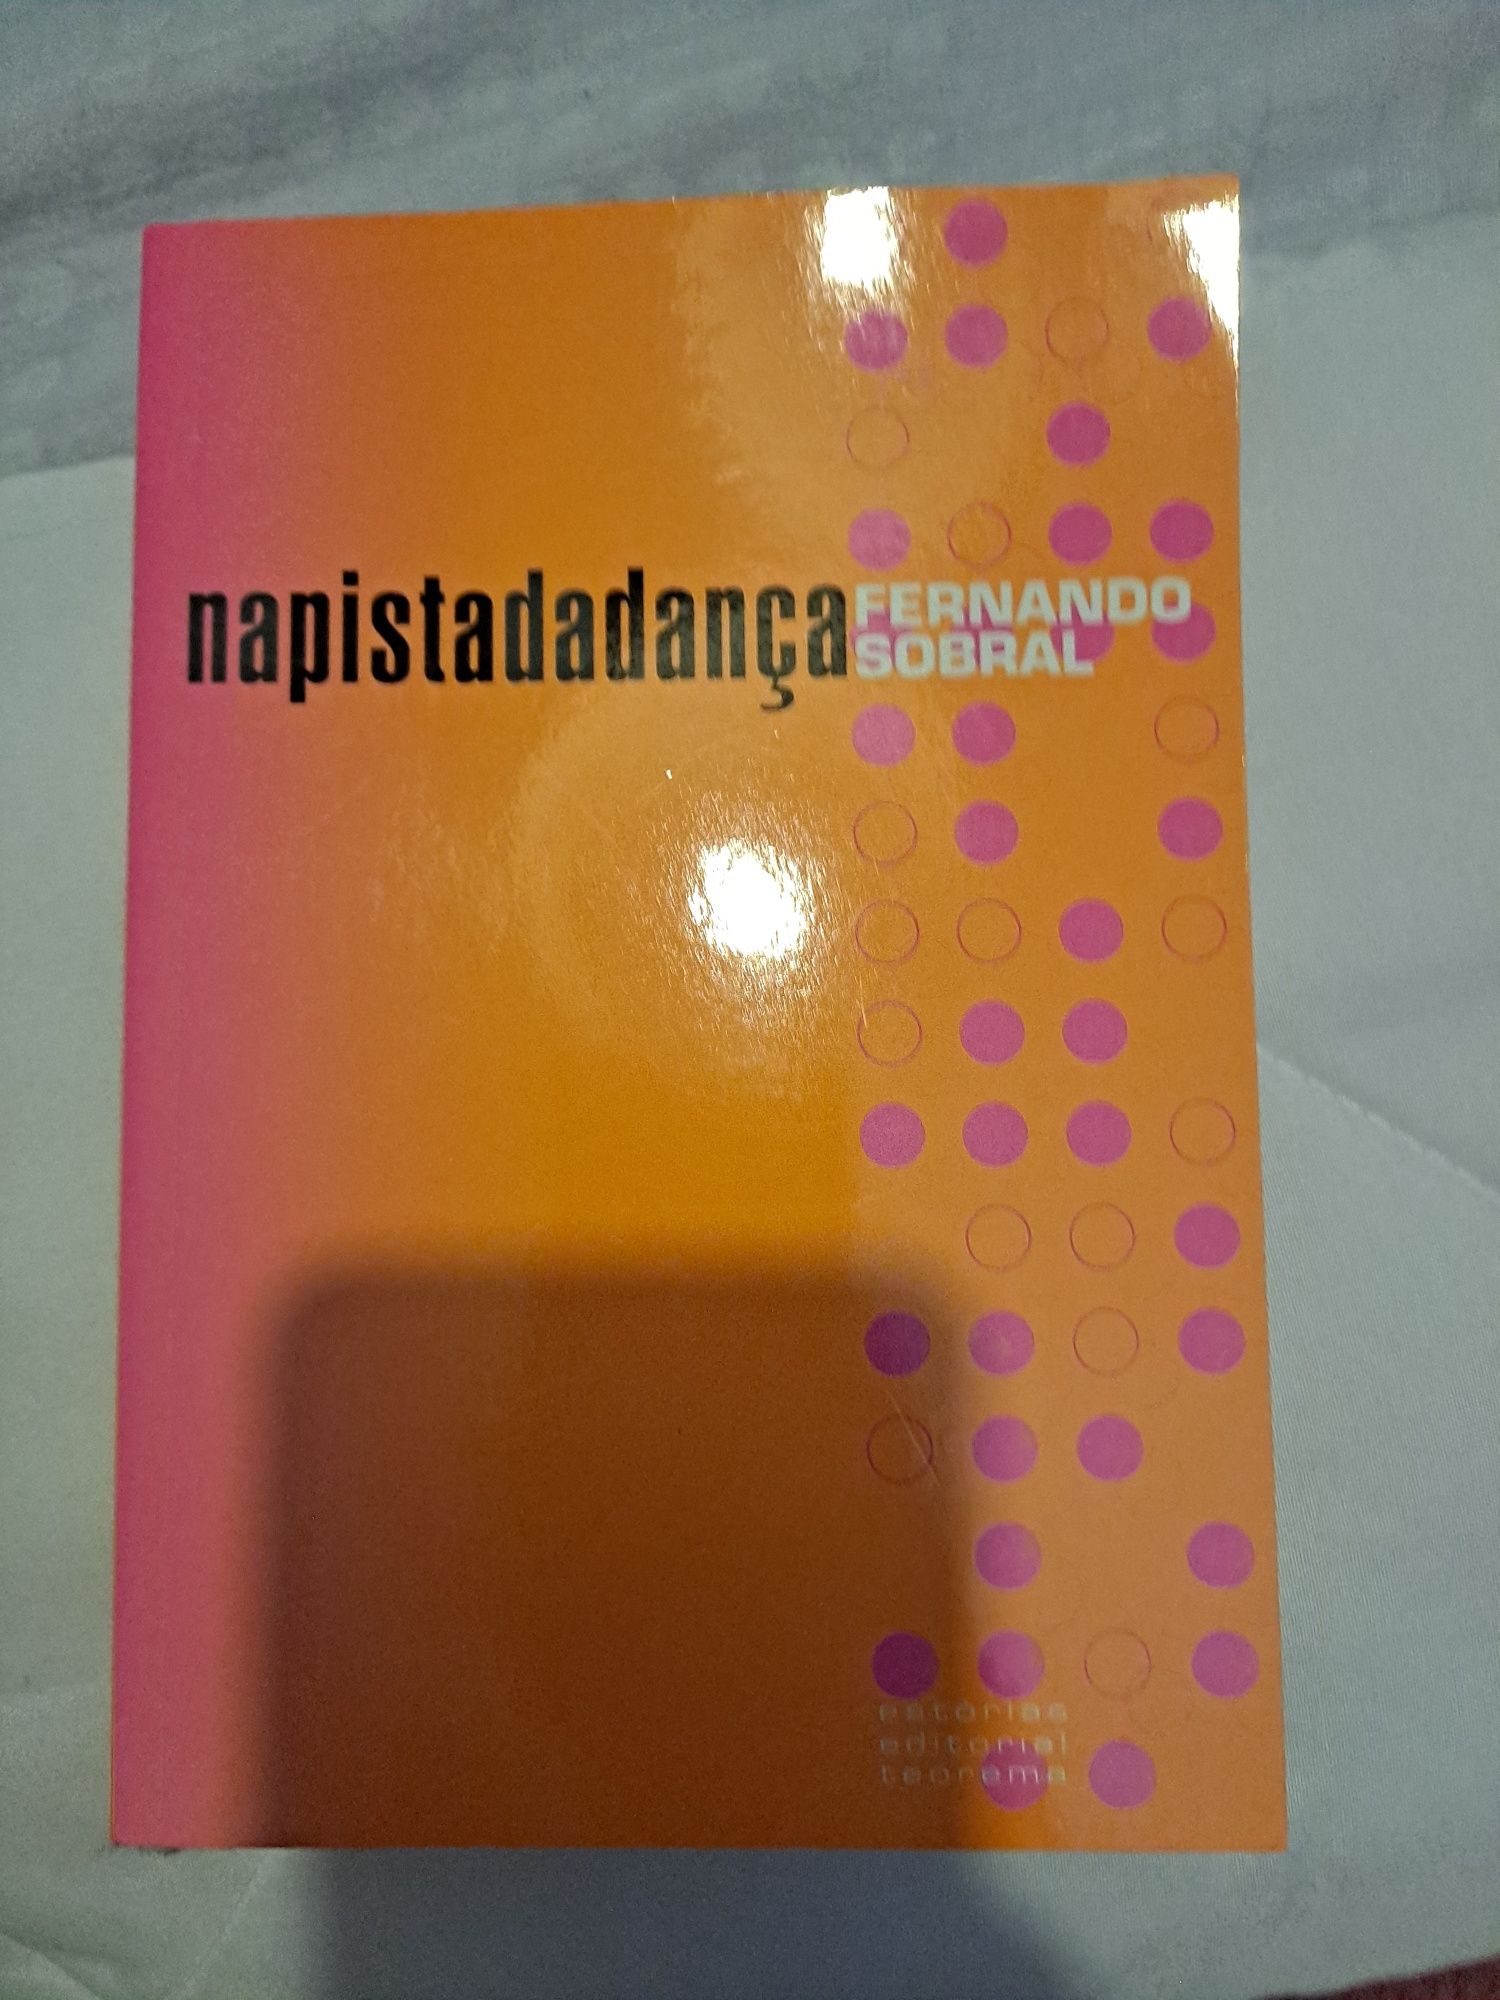 napistadadança
FERNANDO
SOBRAL
estórias
editorial
teorema